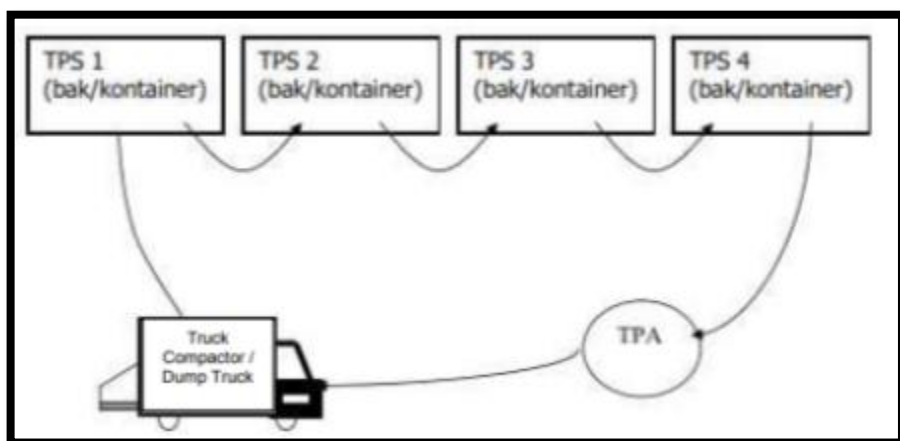 TPS 1
(bak/kontainer)
TPS 2
(bak/kontainer)
TPS 3
(bak/kontainer)
TPS 4
(bak/kontainer)
Truck
Compactor /
Dump Truck
TPA